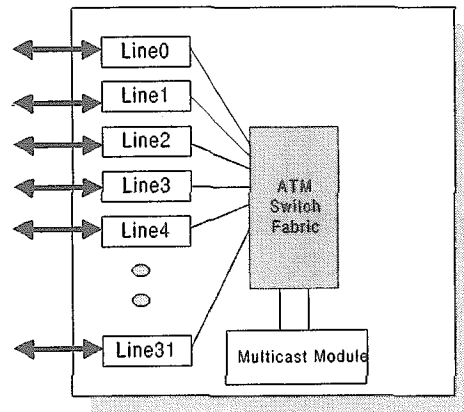 Line0
Line1
Line2
Line3
Line4
Line31
ATM
Switch
Fabric
Multicast Module